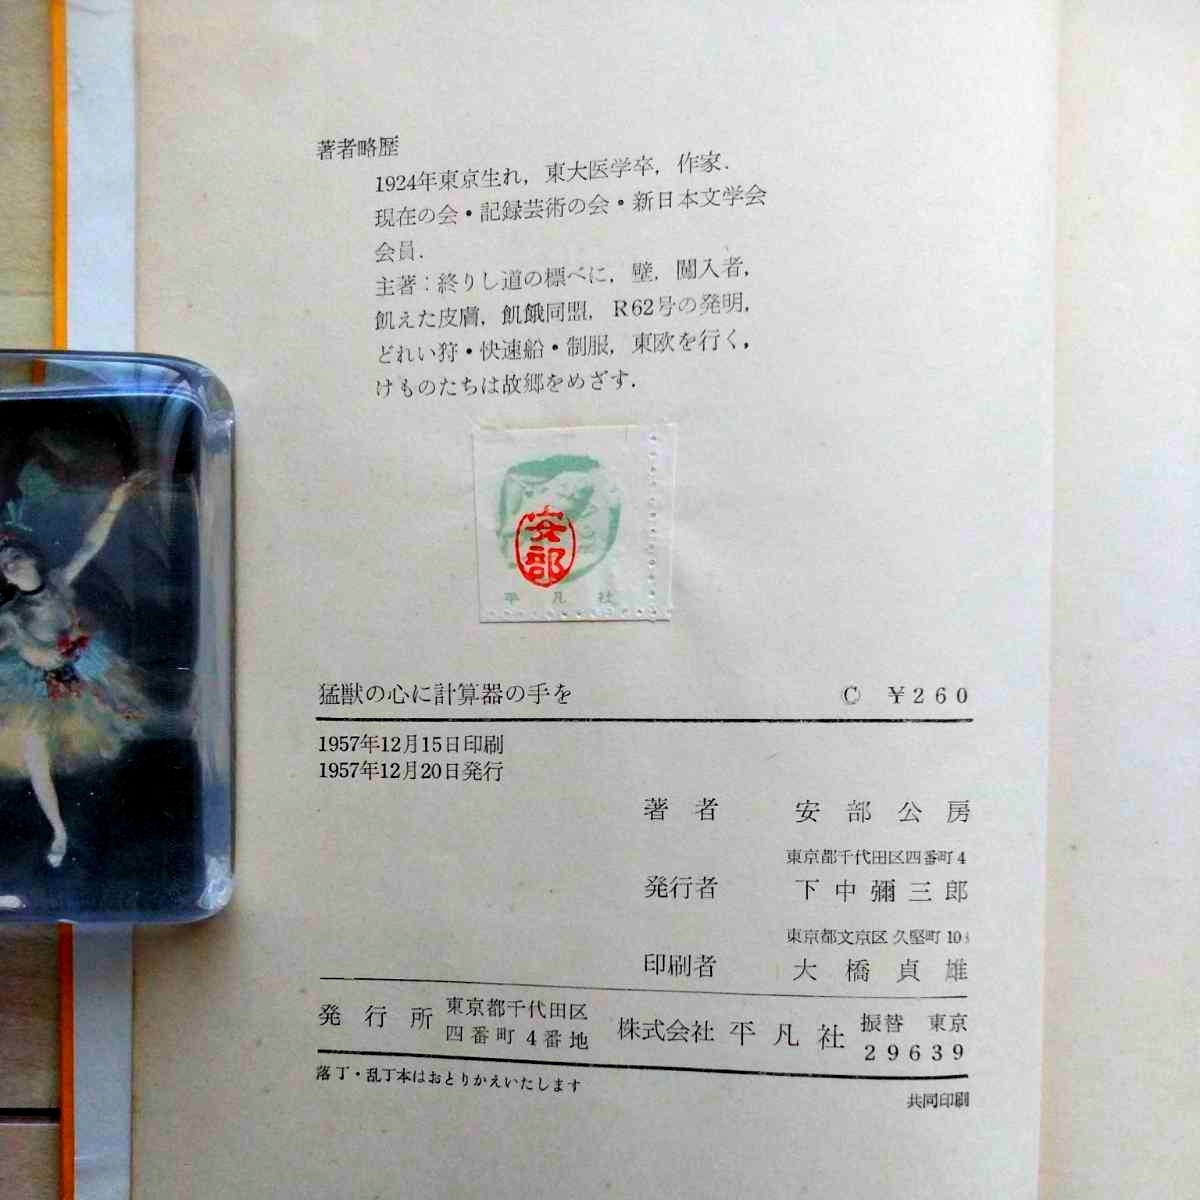 著者略歴
1924年東京生れ，東大医学卒，作家．
現在の会・記録芸術の会・新日本文学会
会員．
主著：終りし道の標べに，壁，闖入者，
飢えた皮膚，飢餓同盟，R62号の発明，
どれい狩・快速船・制服，東欧を行く，
けものたちは故郷をめざす．
安部
平凡社
猛獣の心に計算器の手を Ⓒ ￥260
1957年12月15日印刷
1957年12月20日発行
著者 安部公房
東京都千代田区四番町4
発行者 下中彌三郎
東京都文京区久堅町
印刷者 大橋貞雄
発行所 東京都千代田区
四番町4番地
株式会社 平凡社
振替 東京
29639
落丁・乱丁本はおとりかえいたします
共同印刷